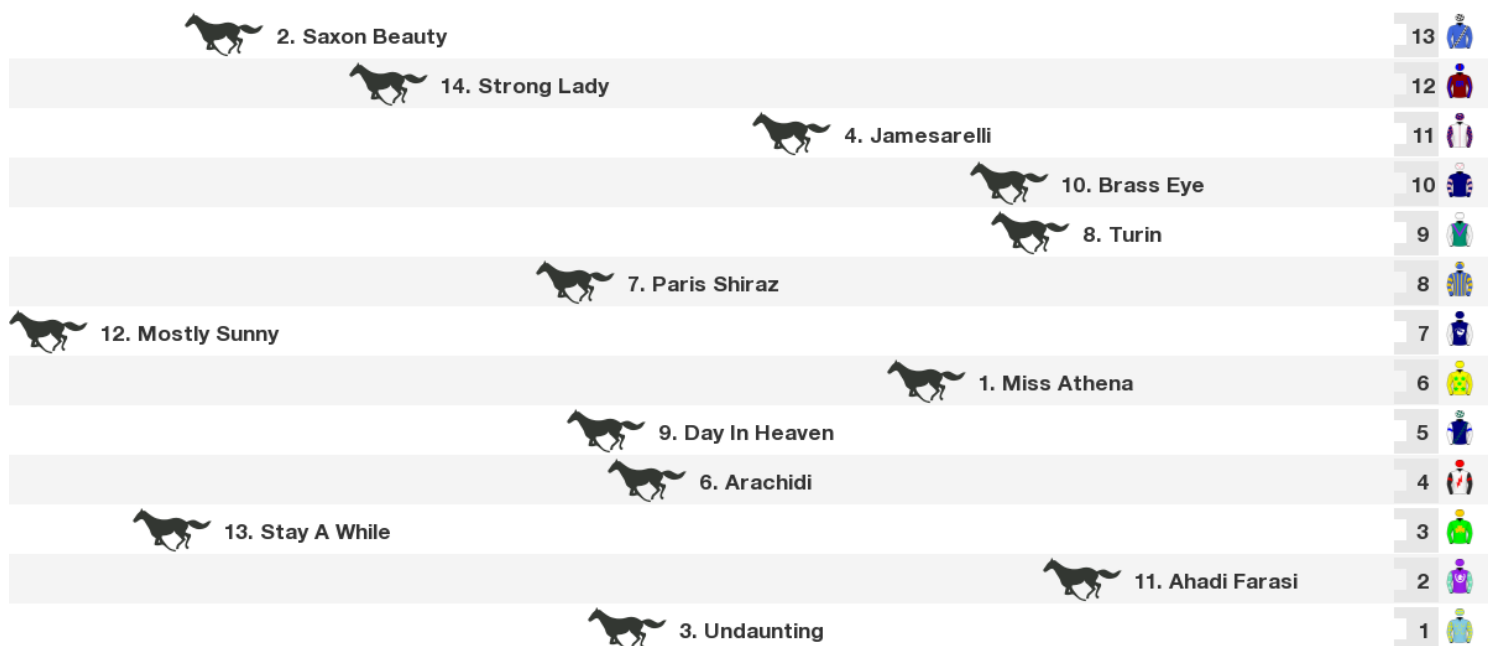 2. Saxon Beauty 13
14. Strong Lady 12
4. Jamesarelli 11
10. Brass Eye 10
8. Turin 9
7. Paris Shiraz 8
12. Mostly Sunny 7
1. Miss Athena 6
9. Day In Heaven 5
6. Arachidi 4
13. Stay A While 3
11. Ahadi Farasi 2
3. Undaunting 1